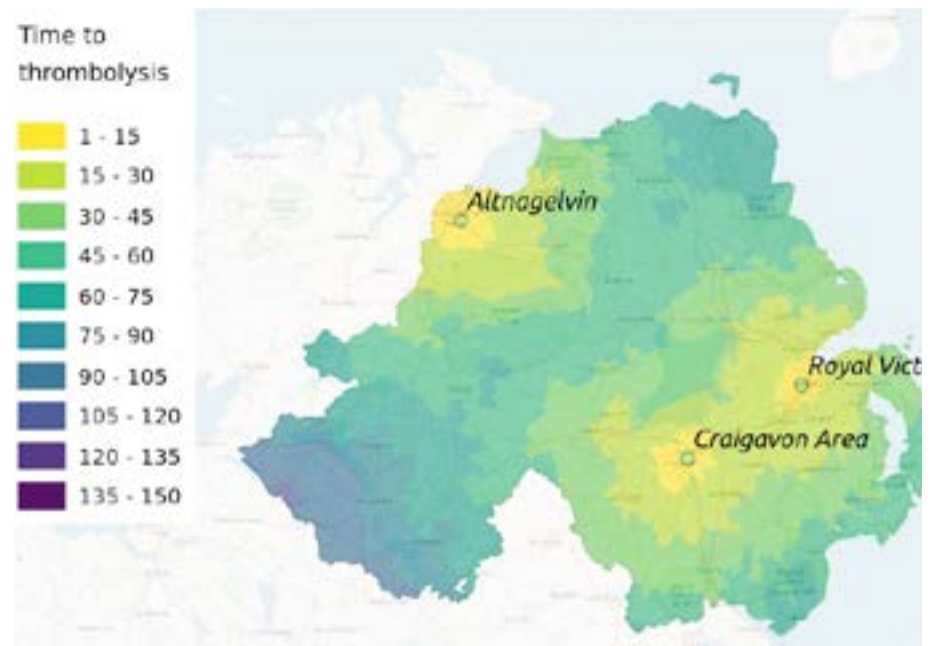 Time to
thrombolysis
1 - 15
15 - 30
30 - 45
45 - 60
60 - 75
75 - 90
90 - 105
105 - 120
120 - 135
135 - 150
Altnagelvin
Royal Vict
Craigavon Area